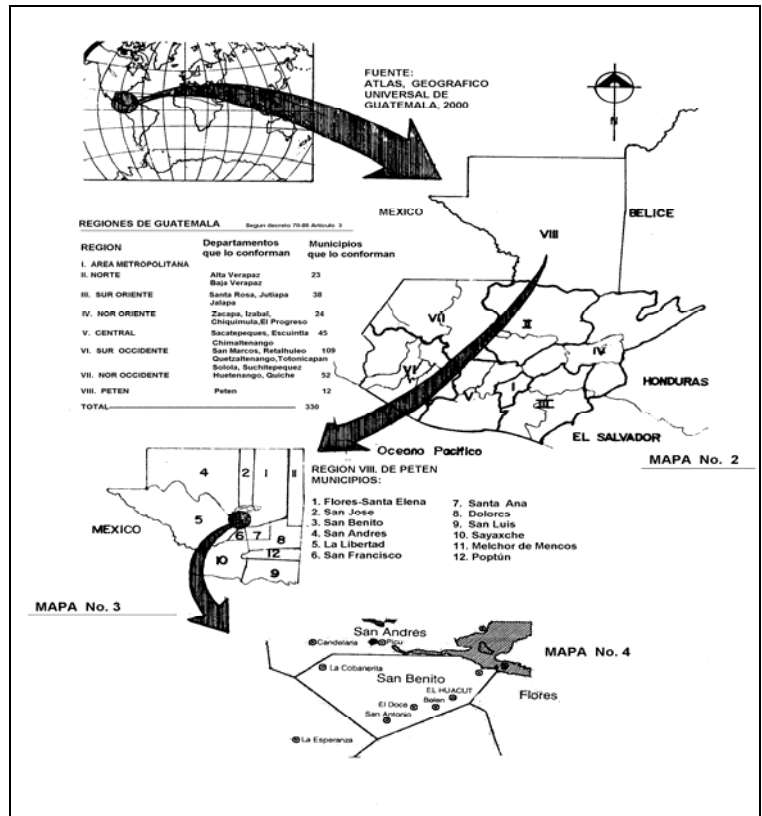 FUENTE:
ATLAS, GEOGRAFICO
UNIVERSAL DE
GUATEMALA, 2000
N
MEXICO
BELICE
VIII
VII
II
IV
VI
V
I
III
HONDURAS
EL SALVADOR
Oceano Pacifico
MAPA No. 2
REGIONES DE GUATEMALA Segun decreto 70-86 Articulo 3
REGION Departamentos que lo conforman Municipios que lo conforman
I. AREA METROPOLITANA
II. NORTE Alta Verapaz 23
Baja Verapaz
III. SUR ORIENTE Santa Rosa, Jutiapa 38
Jalapa
IV. NOR ORIENTE Zacapa, Izabal, 24
Chiquimula,El Progreso
V. CENTRAL Sacatepeques, Escuintla 45
Chimaltenango
VI. SUR OCCIDENTE San Marcos, Retalhuleo 109
Quetzaltenango,Totonicapan
Solola, Suchitepequez
VII. NOR OCCIDENTE Huetenango, Quiche 52
VIII. PETEN Peten 12
TOTAL 330
4
2
1
11
5
6
7
8
12
10
9
MEXICO
MAPA No. 3
REGION VIII. DE PETEN
MUNICIPIOS:
1. Flores-Santa Elena
2. San Jose
3. San Benito
4. San Andres
5. La Libertad
6. San Francisco
7. Santa Ana
8. Dolores
9. San Luis
10. Sayaxche
11. Melchor de Mencos
12. Poptún
San Andres
Candelaria
Picu
MAPA No. 4
La Cobanerita
San Benito
Flores
EL HUACUT
El Doce
Belen
San Antonio
La Esperanza